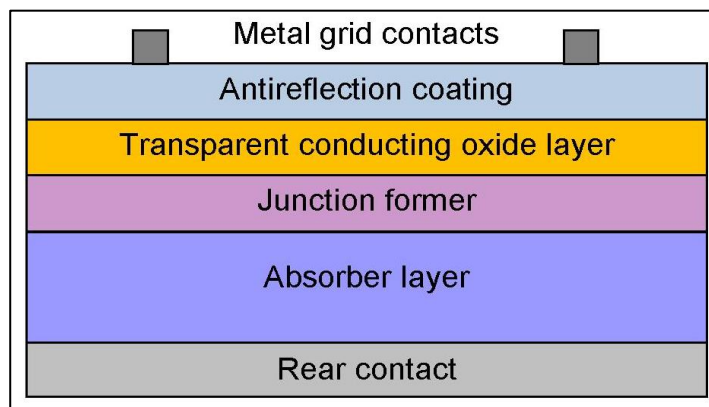 Metal grid contacts
Antireflection coating
Transparent conducting oxide layer
Junction former
Absorber layer
Rear contact